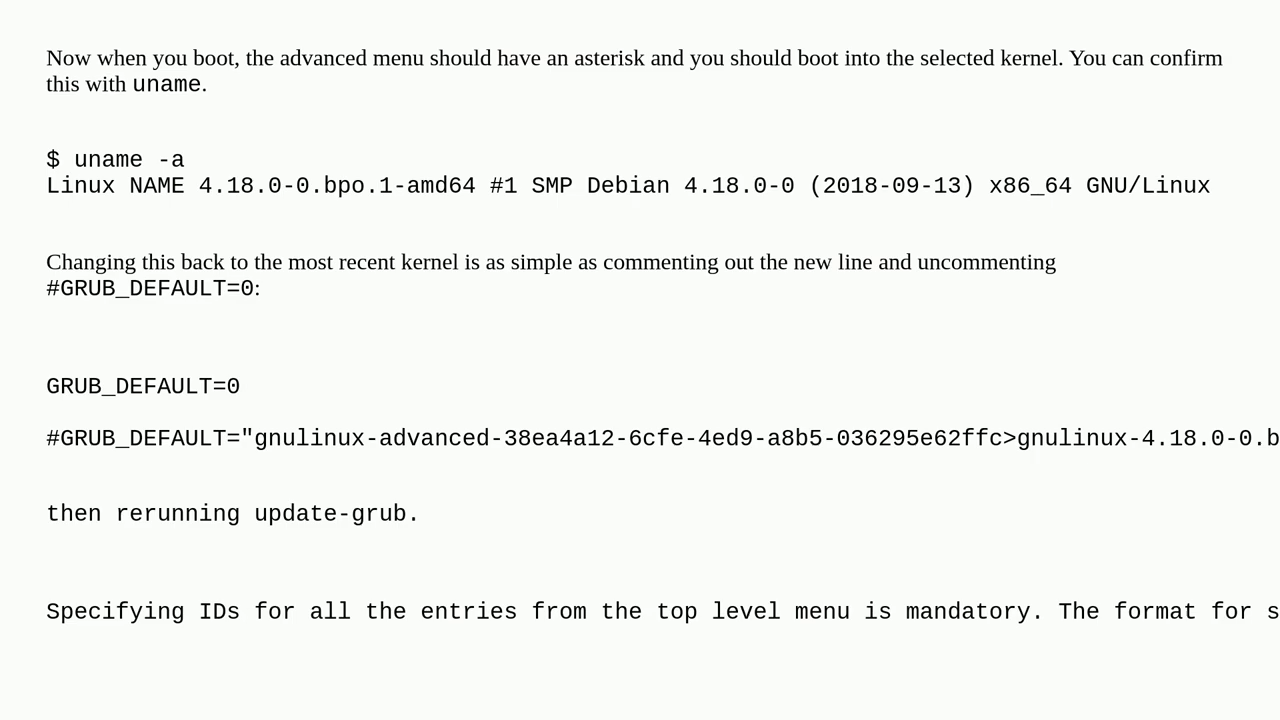 Now when you boot, the advanced menu should have an asterisk and you should boot into the selected kernel. You can confirm
this with uname.
$ uname -a
Linux NAME 4.18.0-0.bpo.1-amd64 #1 SMP Debian 4.18.0-0 (2018-09-13) x86_64 GNU/Linux
Changing this back to the most recent kernel is as simple as commenting out the new line and uncommenting
#GRUB_DEFAULT=0:
GRUB_DEFAULT=0
#GRUB_DEFAULT="gnulinux-advanced-38ea4a12-6cfe-4ed9-a8b5-036295e62ffc>gnulinux-4.18.0-0.b
then rerunning update-grub.
Specifying IDs for all the entries from the top level menu is mandatory. The format for s